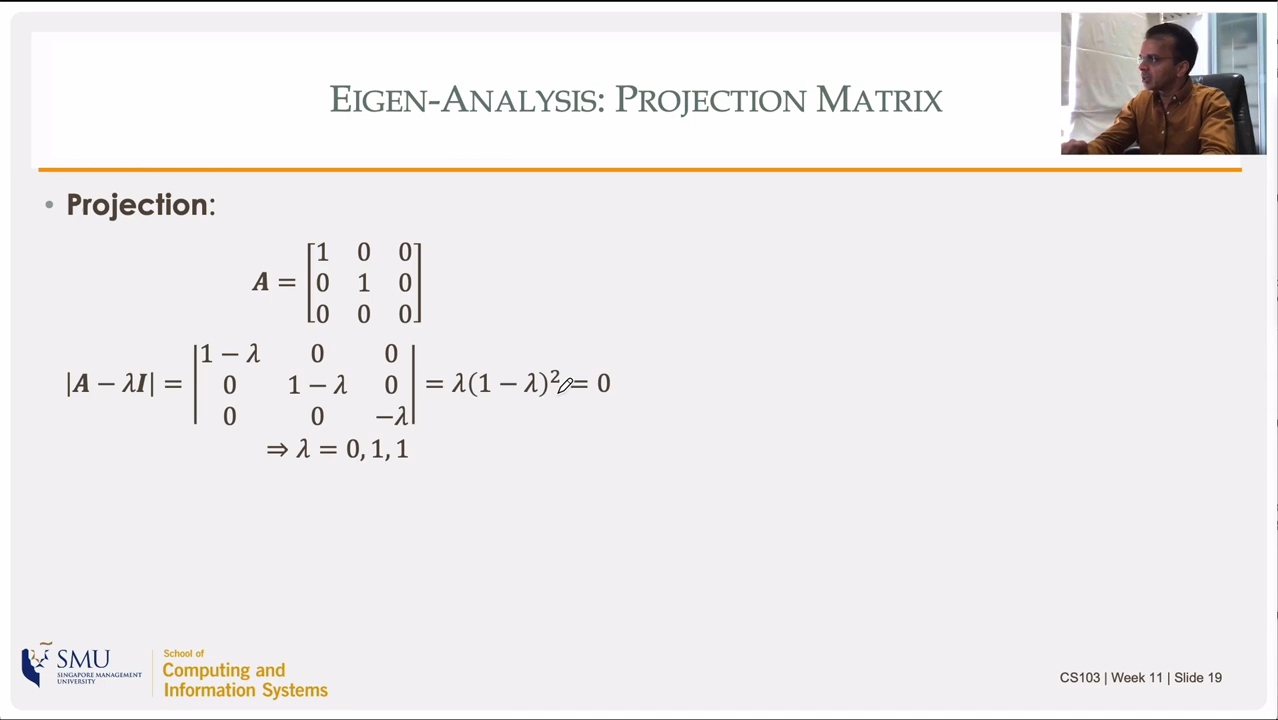 EIGEN-ANALYSIS: PROJECTION MATRIX
• Projection:
A = [1 0 0
0 1 0
0 0 0]
|A − λI| = |1 − λ 0 0
0 1 − λ 0
0 0 −λ| = λ(1 − λ)² = 0
⇒ λ = 0, 1, 1
SMU
SINGAPORE MANAGEMENT
UNIVERSITY
School of
Computing and
Information Systems
CS103 | Week 11 | Slide 19